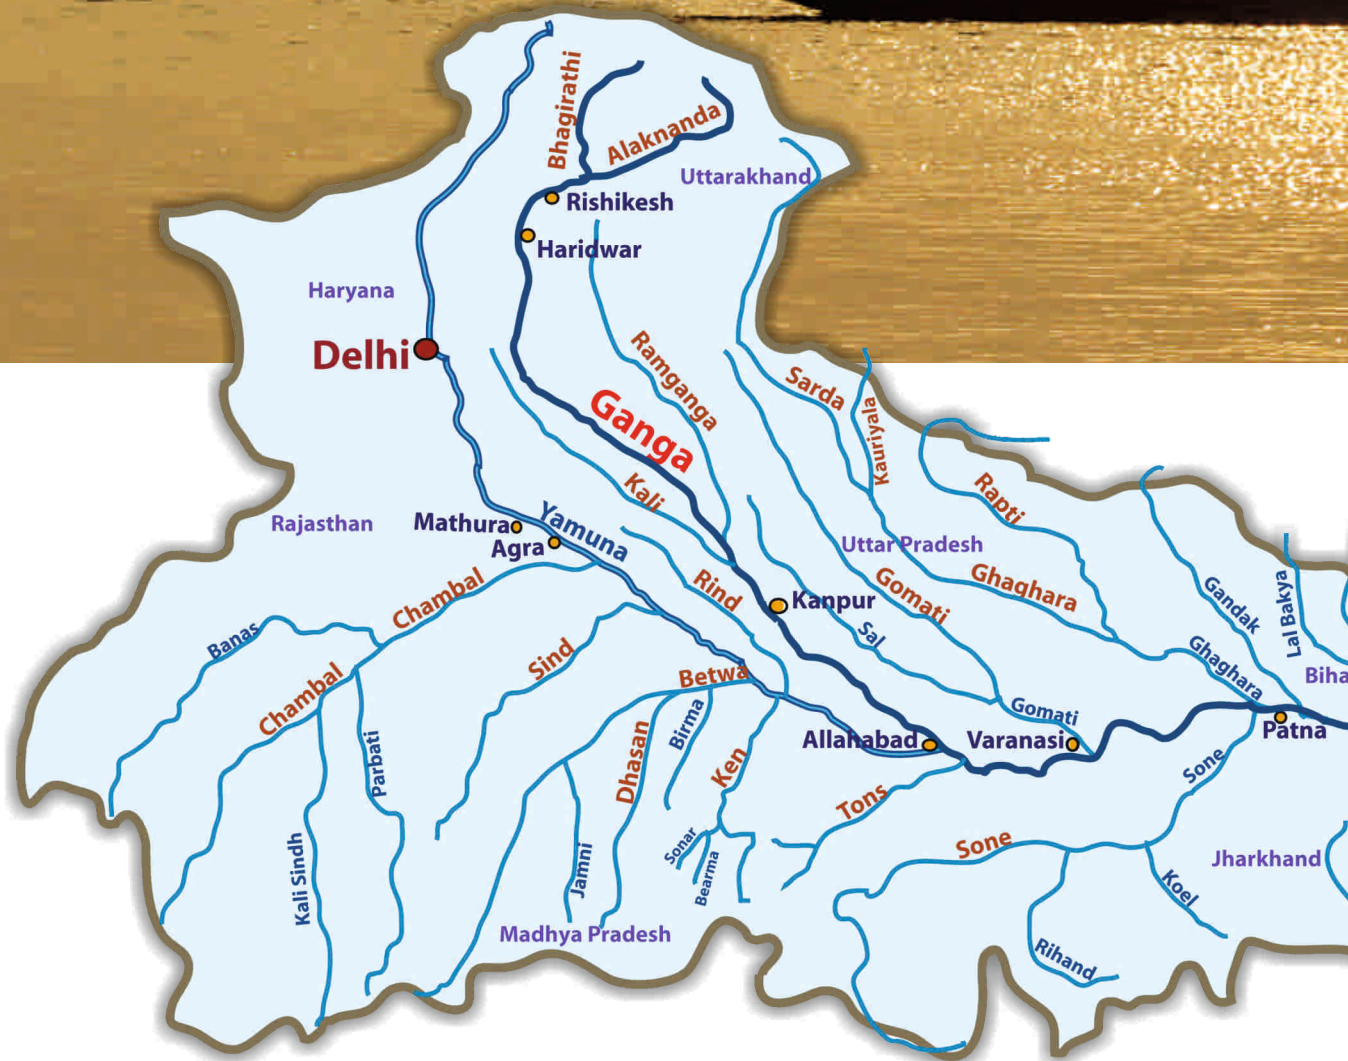 Bhagirathi
Alaknanda
Uttarakhand
Rishikesh
Haridwar
Haryana
Delhi
Ramganga
Sarda
Ganga
Kauriyala
Kali
Rapti
Rajasthan
Mathura
Yamuna
Agra
Uttar Pradesh
Chambal
Rind
Kanpur
Gomati
Ghaghara
Gandak
Lal Bakya
Banas
Sal
Sind
Ghaghara
Betwa
Biha
Chambal
Birma
Gomati
Parbati
Allahabad
Varanasi
Patna
Dhasan
Ken
Sone
Tons
Sonar
Sone
Jharkhand
Kali Sindh
Jamni
Bearma
Koel
Madhya Pradesh
Rihand